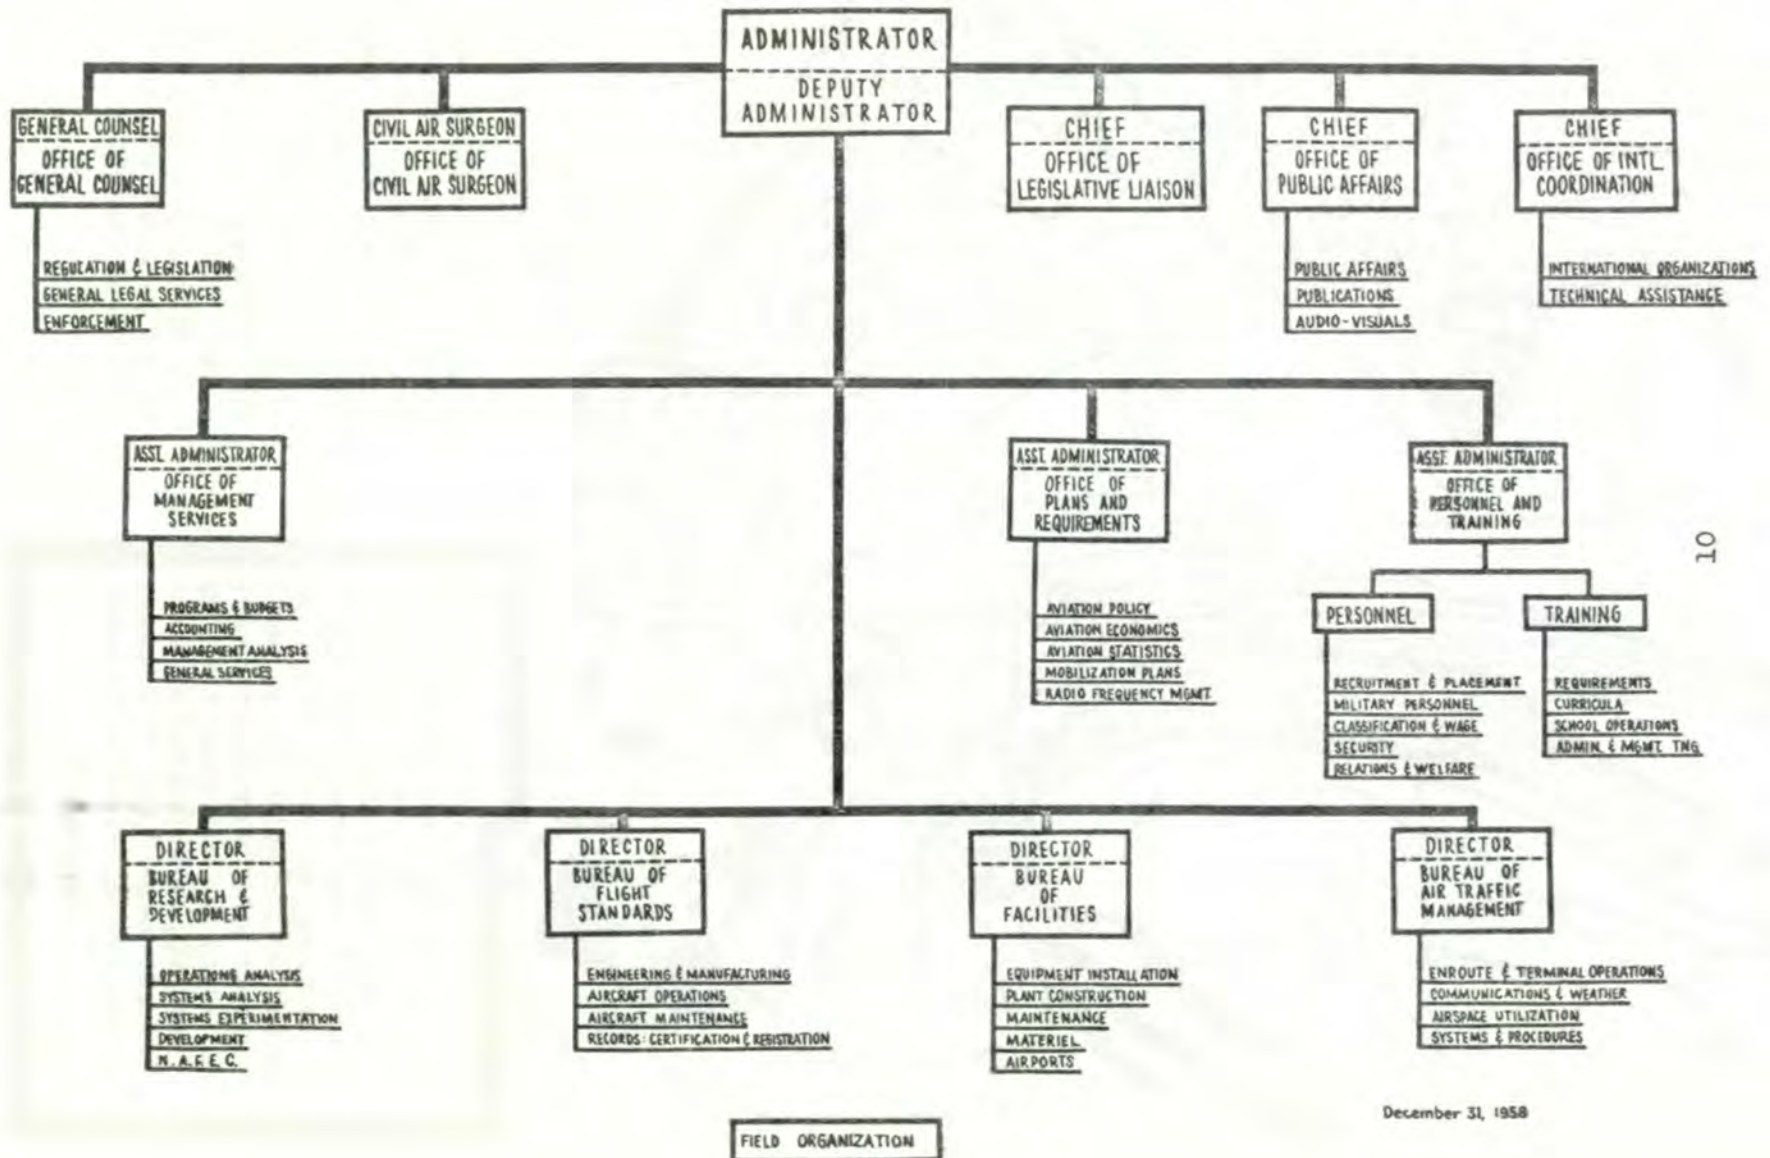 ADMINISTRATOR
DEPUTY
ADMINISTRATOR
GENERAL COUNSEL
OFFICE OF
GENERAL COUNSEL
REGULATION & LEGISLATION
GENERAL LEGAL SERVICES
ENFORCEMENT
CIVIL AIR SURGEON
OFFICE OF
CIVIL AIR SURGEON
CHIEF
OFFICE OF
LEGISLATIVE LIAISON
CHIEF
OFFICE OF
PUBLIC AFFAIRS
PUBLIC AFFAIRS
PUBLICATIONS
AUDIO-VISUALS
CHIEF
OFFICE OF INTL.
COORDINATION
INTERNATIONAL ORGANIZATIONS
TECHNICAL ASSISTANCE
ASST. ADMINISTRATOR
OFFICE OF
MANAGEMENT
SERVICES
PROGRAMS & BUDGETS
ACCOUNTING
MANAGEMENT ANALYSIS
GENERAL SERVICES
ASST. ADMINISTRATOR
OFFICE OF
PLANS AND
REQUIREMENTS
AVIATION POLICY
AVIATION ECONOMICS
AVIATION STATISTICS
MOBILIZATION PLANS
RADIO FREQUENCY MGMT.
ASST. ADMINISTRATOR
OFFICE OF
PERSONNEL AND
TRAINING
PERSONNEL
RECRUITMENT & PLACEMENT
MILITARY PERSONNEL
CLASSIFICATION & WAGE
SECURITY
RELATIONS & WELFARE
TRAINING
REQUIREMENTS
CURRICULA
SCHOOL OPERATIONS
ADMIN. & MGMT. TNG
10
DIRECTOR
BUREAU OF
RESEARCH &
DEVELOPMENT
OPERATIONS ANALYSIS
SYSTEMS ANALYSIS
SYSTEMS EXPERIMENTATION
DEVELOPMENT
N.A.F.E.C.
DIRECTOR
BUREAU OF
FLIGHT
STANDARDS
ENGINEERING & MANUFACTURING
AIRCRAFT OPERATIONS
AIRCRAFT MAINTENANCE
RECORDS: CERTIFICATION & REGISTRATION
DIRECTOR
BUREAU
OF
FACILITIES
EQUIPMENT INSTALLATION
PLANT CONSTRUCTION
MAINTENANCE
MATERIEL
AIRPORTS
DIRECTOR
BUREAU OF
AIR TRAFFIC
MANAGEMENT
ENROUTE & TERMINAL OPERATIONS
COMMUNICATIONS & WEATHER
AIRSPACE UTILIZATION
SYSTEMS & PROCEDURES
December 31, 1958
FIELD ORGANIZATION